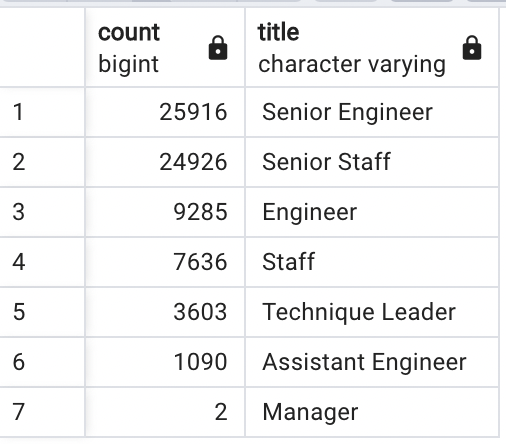 count title
bigint character varying
1 25916 Senior Engineer
2 24926 Senior Staff
3 9285 Engineer
4 7636 Staff
5 3603 Technique Leader
6 1090 Assistant Engineer
7 2 Manager